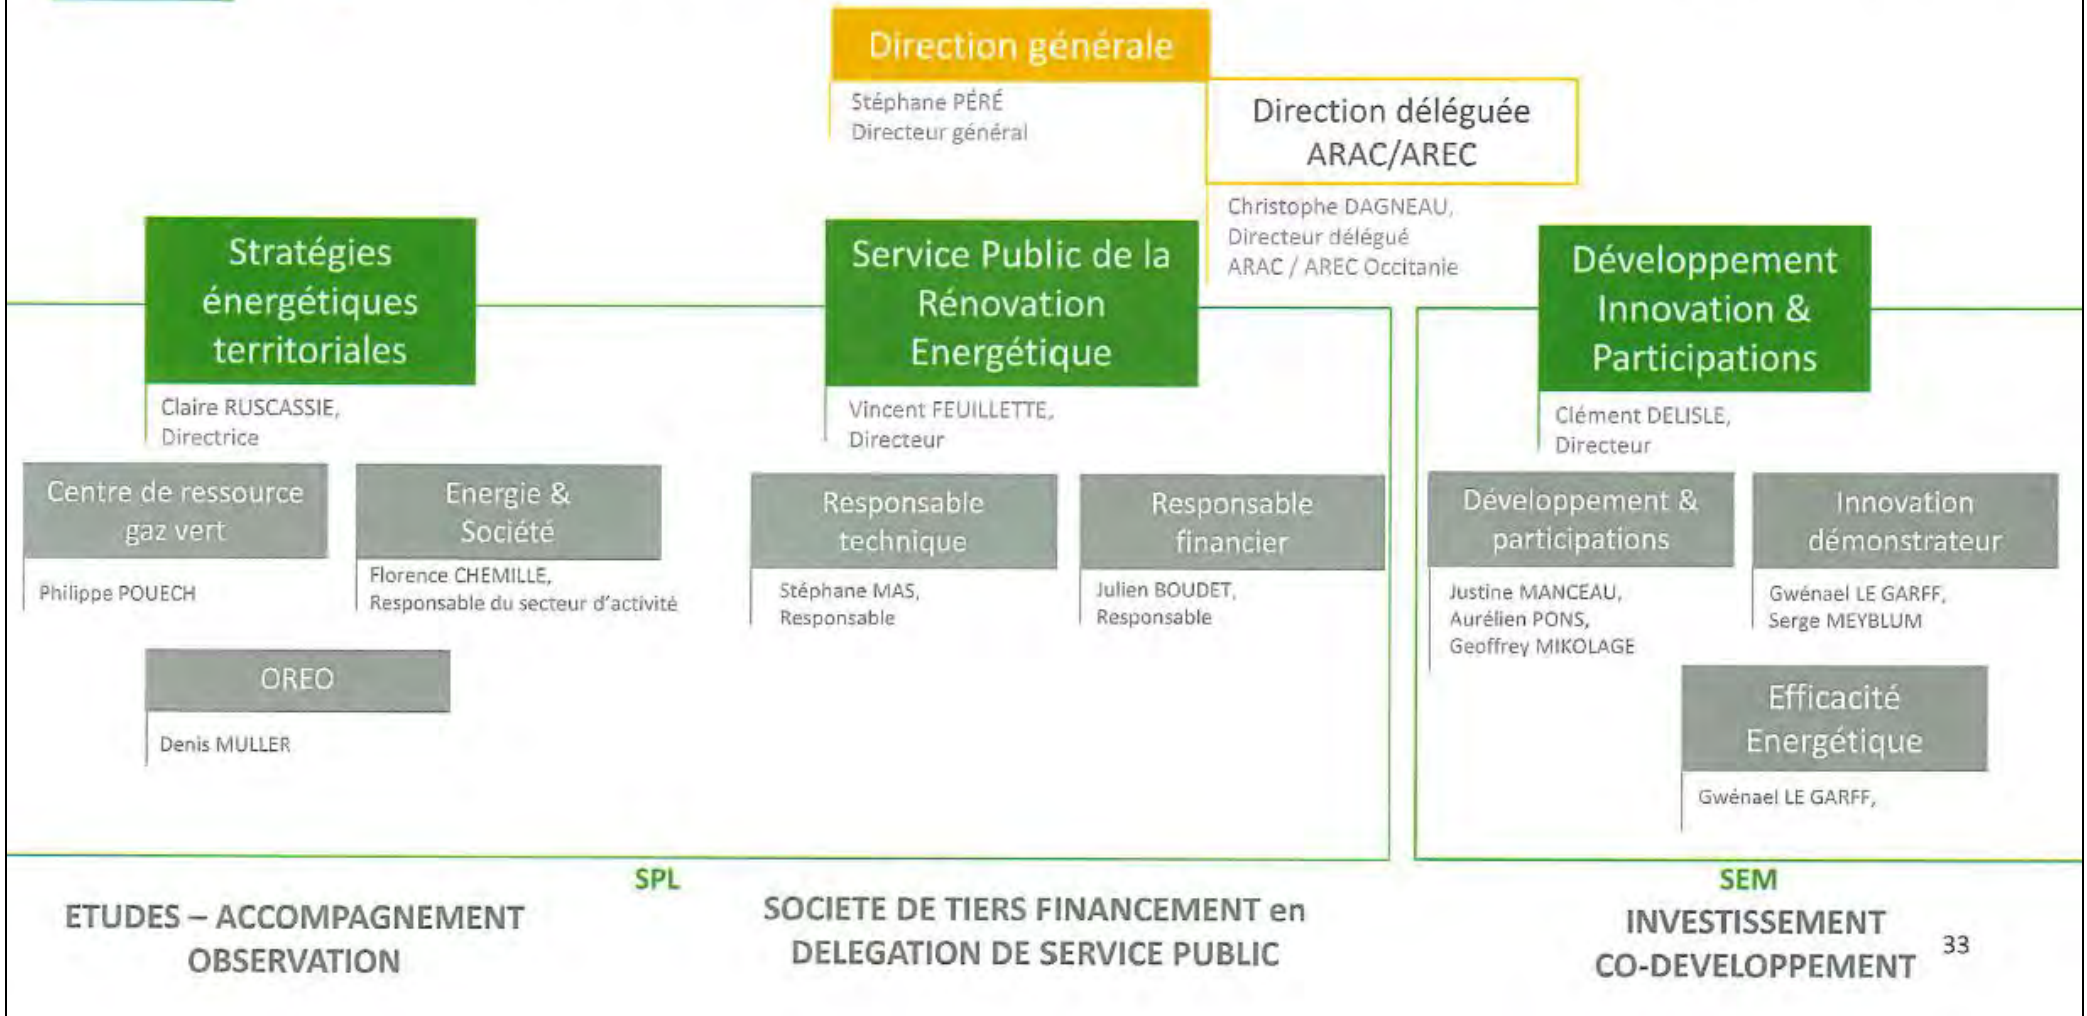 Direction générale
Stéphane PÉRÉ
Directeur général
Direction déléguée
ARAC/AREC
Christophe DAGNEAU,
Directeur délégué
ARAC / AREC Occitanie
Stratégies
énergétiques
territoriales
Claire RUSCASSIE,
Directrice
Centre de ressource
gaz vert
Philippe POUECH
Energie &
Société
Florence CHEMILLE,
Responsable du secteur d'activité
OREO
Denis MULLER
Service Public de la
Rénovation
Energétique
Vincent FEUILLETTE,
Directeur
Responsable
technique
Stéphane MAS,
Responsable
Responsable
financier
Julien BOUDET,
Responsable
Développement
Innovation &
Participations
Clément DELISLE,
Directeur
Développement &
participations
Justine MANCEAU,
Aurélien PONS,
Geoffrey MIKOLAGE
Innovation
démonstrateur
Gwénael LE GARFF,
Serge MEYBLUM
Efficacité
Energétique
Gwénael LE GARFF,
SPL
ETUDES – ACCOMPAGNEMENT
OBSERVATION
SOCIETE DE TIERS FINANCEMENT en
DELEGATION DE SERVICE PUBLIC
SEM
INVESTISSEMENT
CO-DEVELOPPEMENT
33